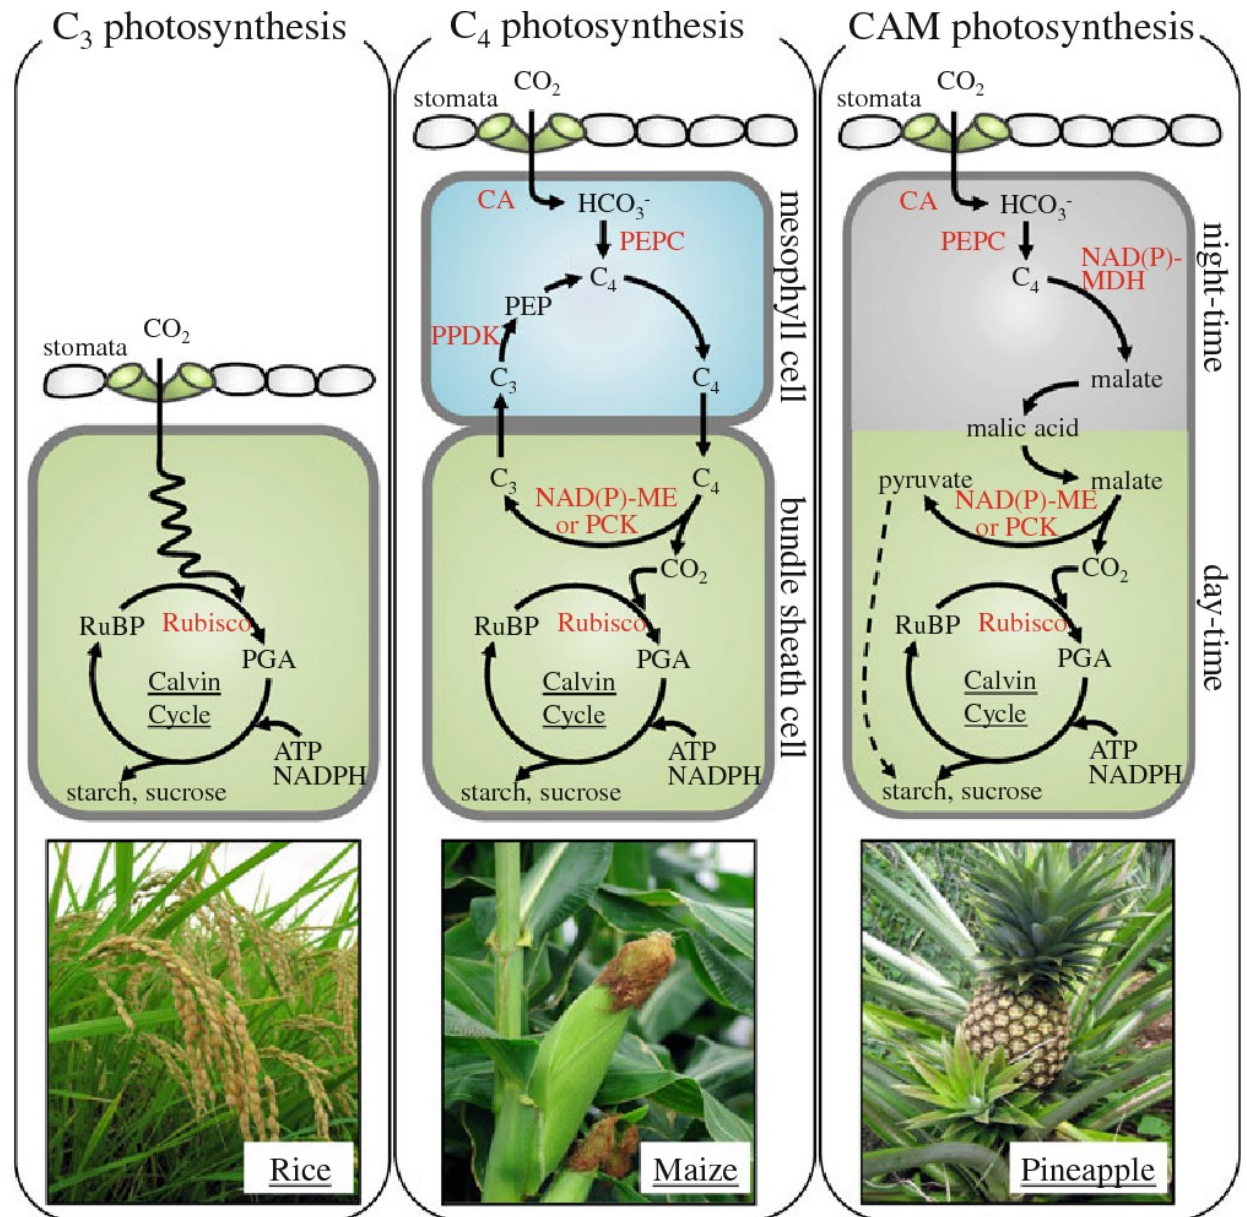 C3 photosynthesis
CO2
stomata
RuBP
Rubisco
PGA
Calvin
Cycle
ATP
NADPH
starch, sucrose
Rice
C4 photosynthesis
CO2
stomata
CA
HCO3-
PEPC
C4
PEP
PPDK
C3
C4
mesophyll cell
C3
C4
NAD(P)-ME
or PCK
CO2
RuBP
Rubisco
PGA
Calvin
Cycle
ATP
NADPH
starch, sucrose
bundle sheath cell
Maize
CAM photosynthesis
CO2
stomata
CA
HCO3-
PEPC
NAD(P)-
MDH
C4
malate
malic acid
night-time
pyruvate
malate
NAD(P)-ME
or PCK
CO2
RuBP
Rubisco
PGA
Calvin
Cycle
ATP
NADPH
starch, sucrose
day-time
Pineapple